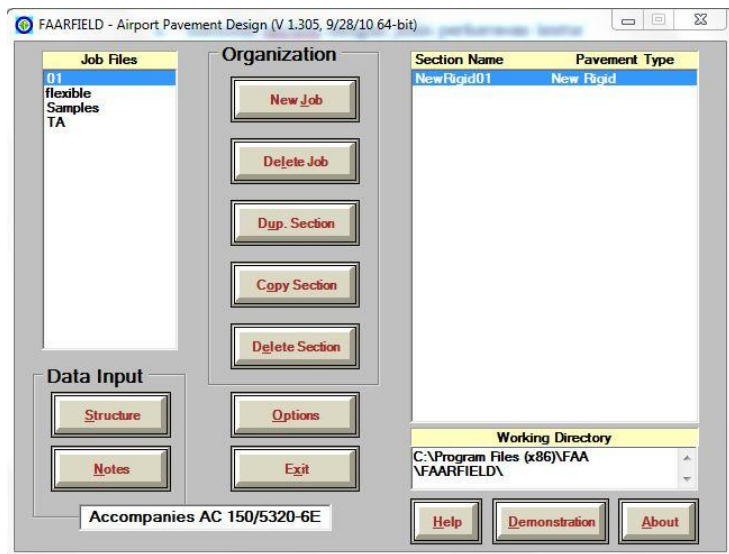 FAARFIELD - Airport Pavement Design (V 1.305, 9/28/10 64-bit)
Job Files
01
flexible
Samples
TA
Organization
New Job
Delete Job
Dup. Section
Copy Section
Delete Section
Section Name Pavement Type
NewRigid01 New Rigid
Data Input
Structure
Notes
Options
Exit
Working Directory
C:\Program Files (x86)\FAA
\FAARFIELD\
Accompanies AC 150/5320-6E
Help
Demonstration
About